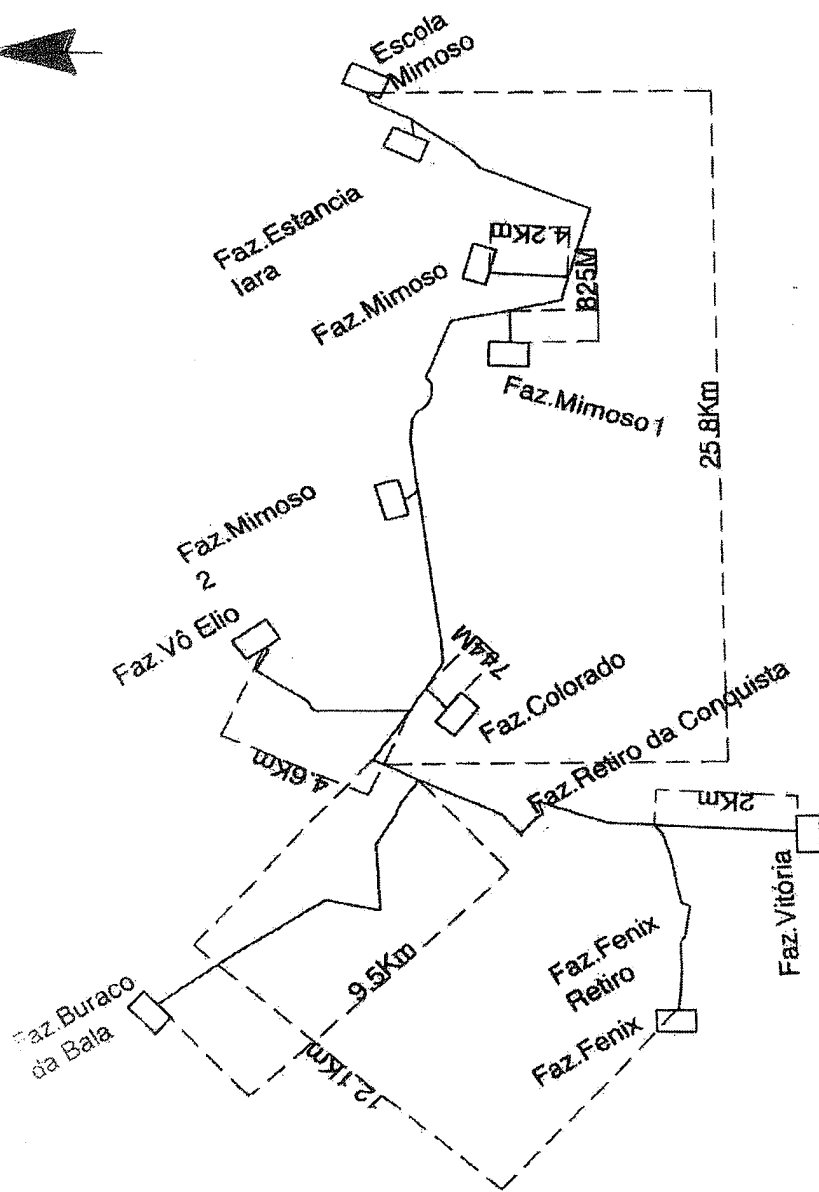 Escola
Mimoso
Faz.Estancia
Iara
4.2Km
Faz.Mimoso
825M
Faz.Mimoso 1
25.8Km
Faz.Mimoso
2
Faz.Vô Elio
744M
Faz.Colorado
4.6Km
Faz.Retiro da Conquista
2Km
Faz.Vitória
Faz.Fenix
Retiro
Faz.Fenix
9.5Km
12.1Km
Faz.Buraco
da Bala